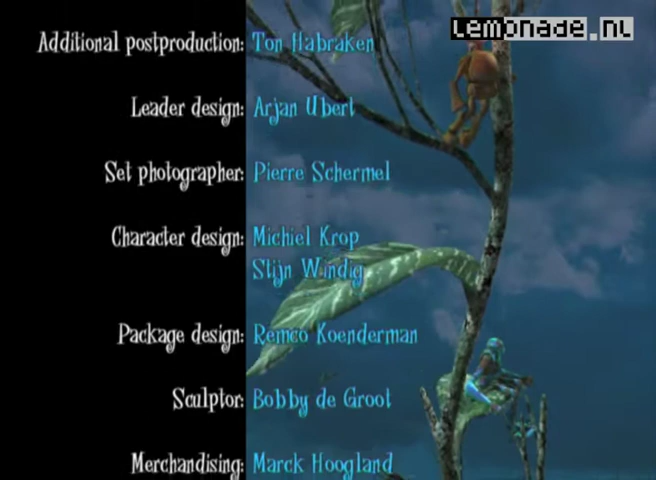 lemonade.nl
Additional postproduction: Ton Habraken
Leader design: Arjan Ubert
Set photographer: Pierre Schermel
Character design: Michiel Krop
Stijn Windig
Package design: Remco Koenderman
Sculptor: Bobby de Groot
Merchandising: Marck Hoogland